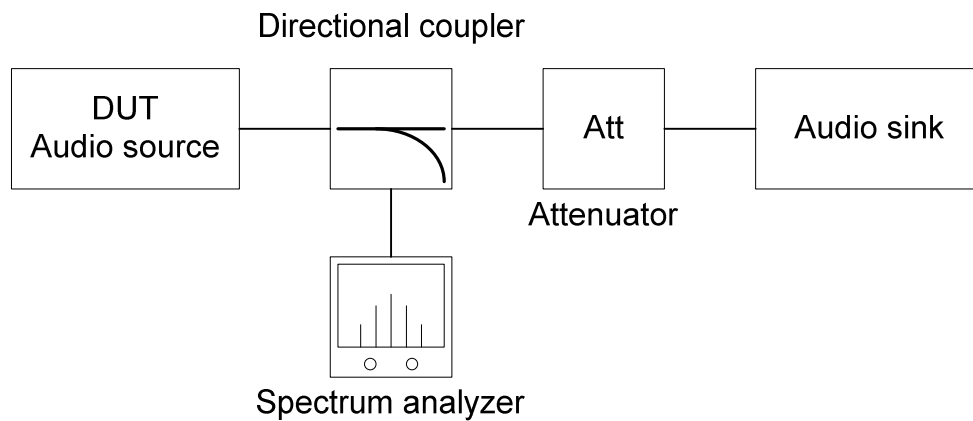 Directional coupler
DUT
Audio source
Att
Audio sink
Attenuator
Spectrum analyzer